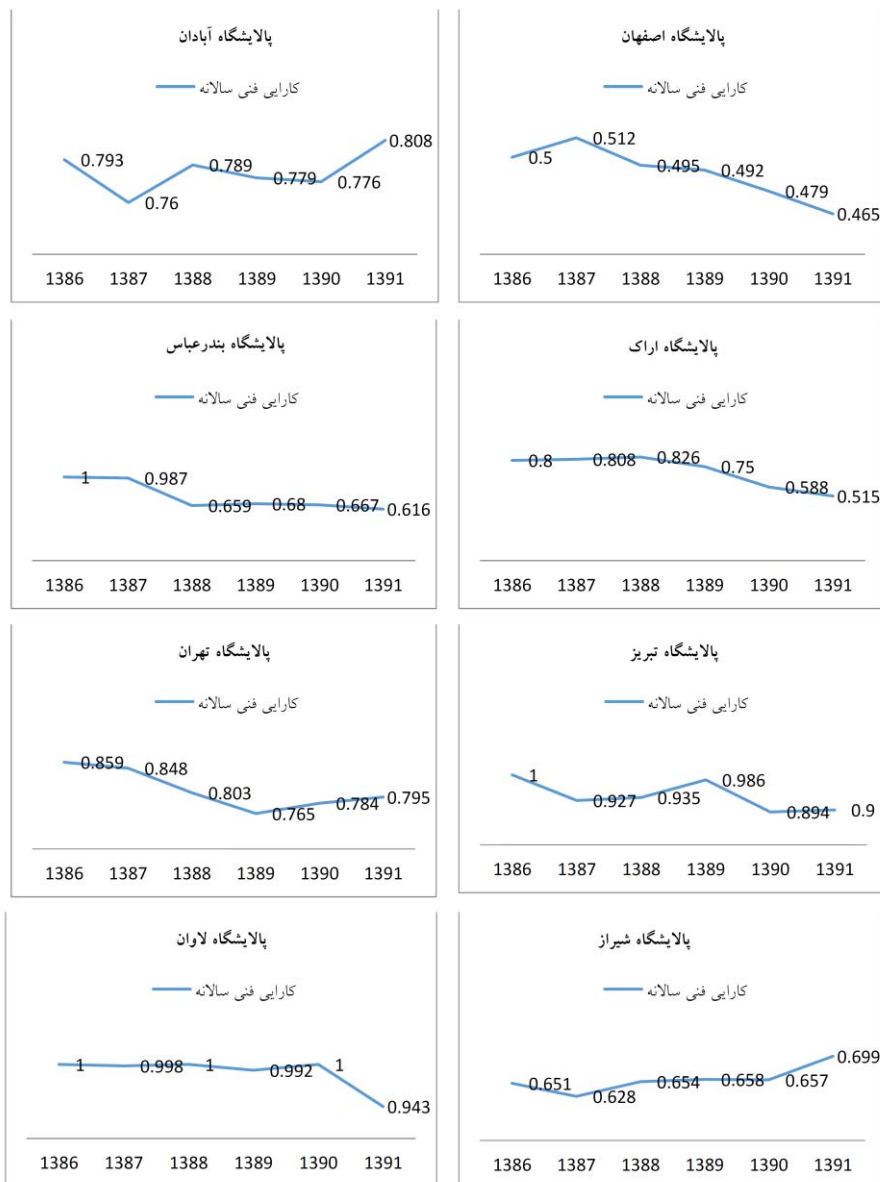 پالایشگاه اصفهان
کارایی فنی سالانه
0.5 0.512 0.495 0.492 0.479 0.465
1386 1387 1388 1389 1390 1391
پالایشگاه آبادان
کارایی فنی سالانه
0.793 0.76 0.789 0.779 0.776 0.808
1386 1387 1388 1389 1390 1391
پالایشگاه اراک
کارایی فنی سالانه
0.8 0.808 0.826 0.75 0.588 0.515
1386 1387 1388 1389 1390 1391
پالایشگاه بندرعباس
کارایی فنی سالانه
1 0.987 0.659 0.68 0.667 0.616
1386 1387 1388 1389 1390 1391
پالایشگاه تبریز
کارایی فنی سالانه
1 0.927 0.935 0.986 0.894 0.9
1386 1387 1388 1389 1390 1391
پالایشگاه تهران
کارایی فنی سالانه
0.859 0.848 0.803 0.765 0.784 0.795
1386 1387 1388 1389 1390 1391
پالایشگاه شیراز
کارایی فنی سالانه
0.651 0.628 0.654 0.658 0.657 0.699
1386 1387 1388 1389 1390 1391
پالایشگاه لاوان
کارایی فنی سالانه
1 0.998 1 0.992 1 0.943
1386 1387 1388 1389 1390 1391